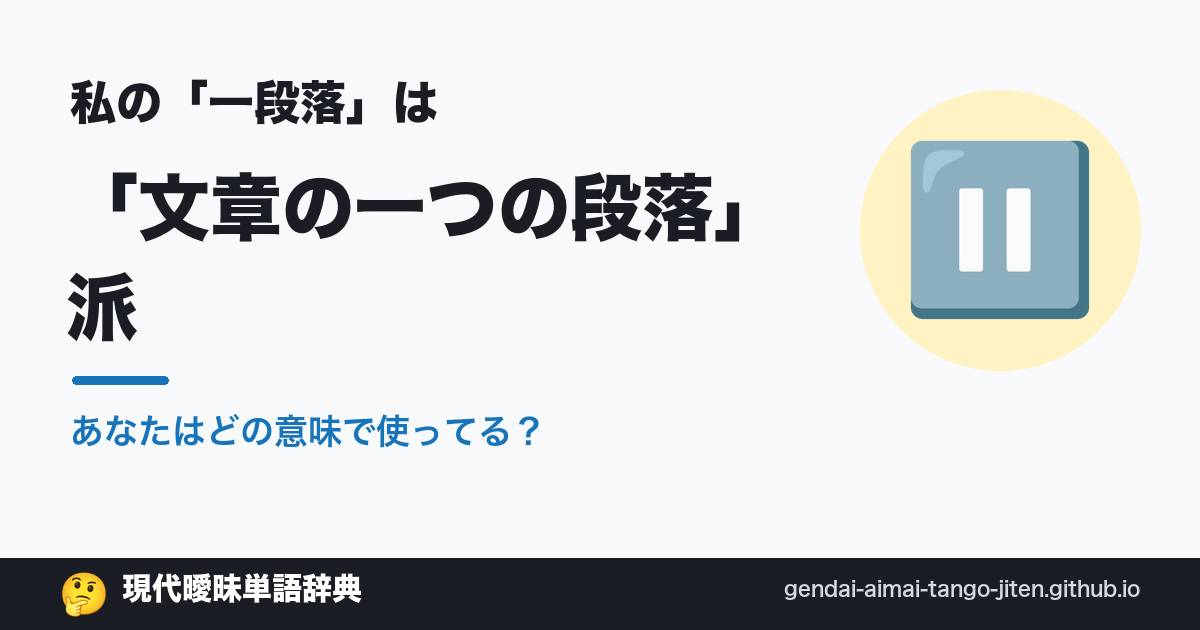 私の「一段落」は
「文章の一つの段落」
派
あなたはどの意味で使ってる？
現代曖昧単語辞典
gendai-aimai-tango-jiten.github.io